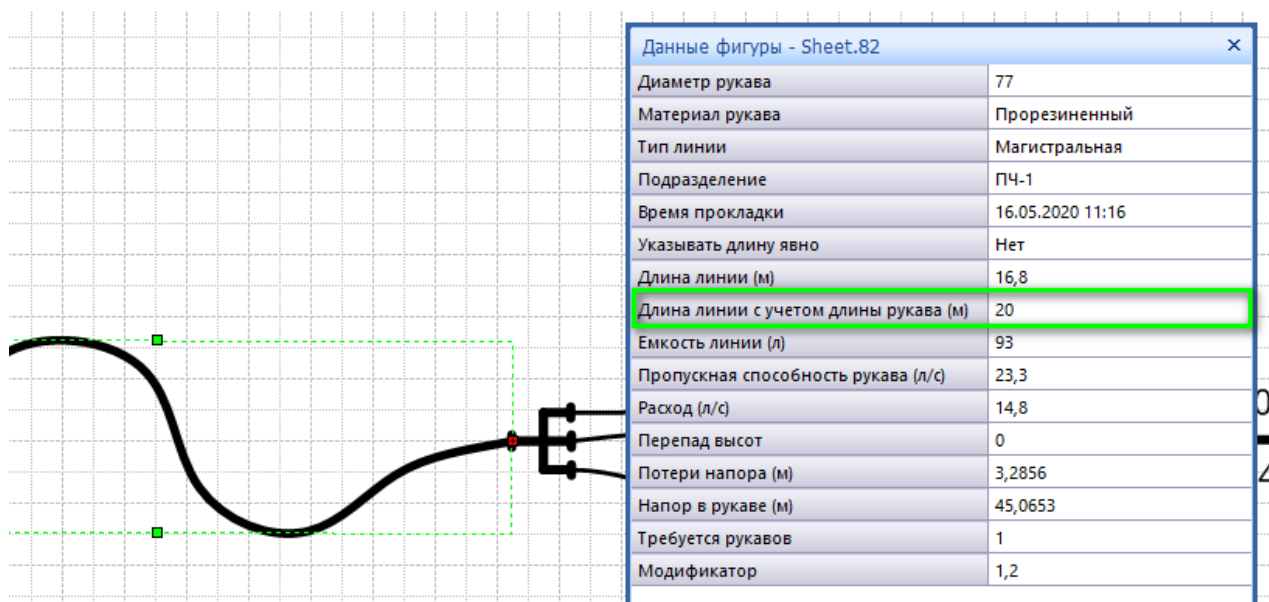 Данные фигуры - Sheet.82
Диаметр рукава 77
Материал рукава Прорезиненный
Тип линии Магистральная
Подразделение ПЧ-1
Время прокладки 16.05.2020 11:16
Указывать длину явно Нет
Длина линии (м) 16,8
Длина линии с учетом длины рукава (м) 20
Емкость линии (л) 93
Пропускная способность рукава (л/с) 23,3
Расход (л/с) 14,8
Перепад высот 0
Потери напора (м) 3,2856
Напор в рукаве (м) 45,0653
Требуется рукавов 1
Модификатор 1,2